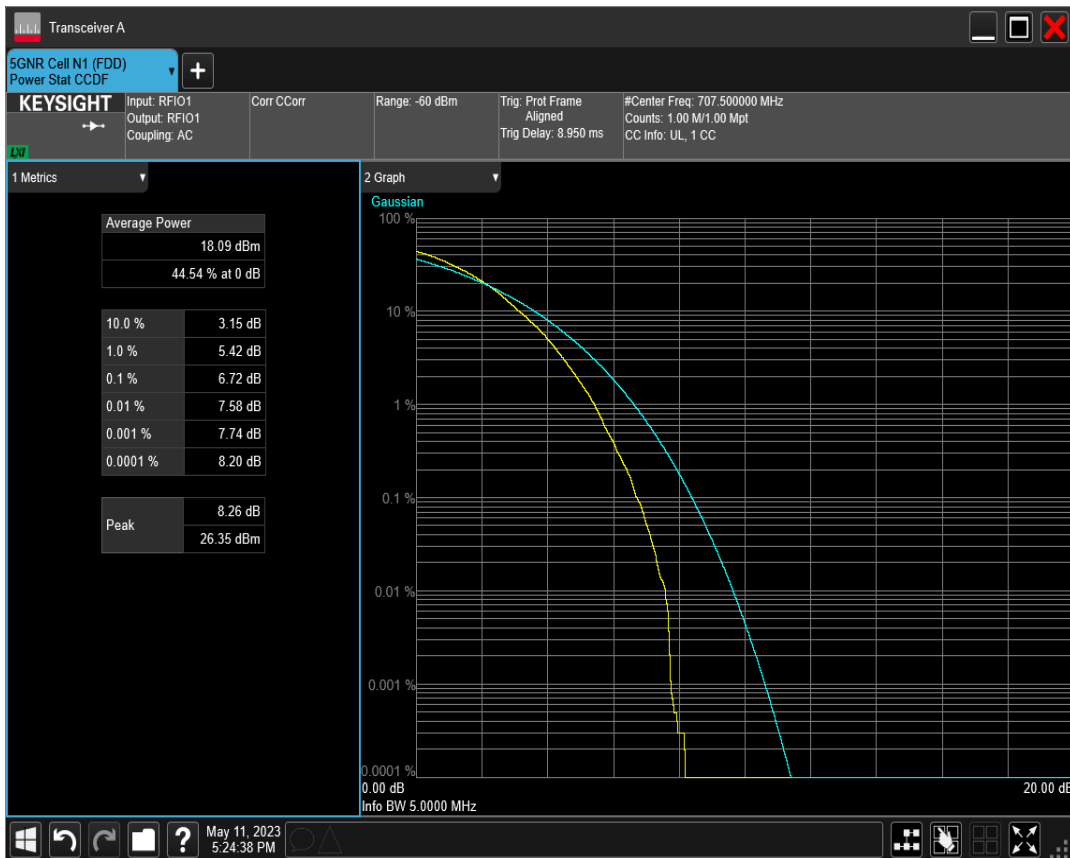 Transceiver A
5GNR Cell N1 (FDD)
Power Stat CCDF
KEYSIGHT
LXI
Input: RFIO1
Output: RFIO1
Coupling: AC
Corr CCorr
Range: -60 dBm
Trig: Prot Frame
Aligned
Trig Delay: 8.950 ms
#Center Freq: 707.500000 MHz
Counts: 1.00 M/1.00 Mpt
CC Info: UL, 1 CC
1 Metrics
Average Power
18.09 dBm
44.54 % at 0 dB
10.0 % 3.15 dB
1.0 % 5.42 dB
0.1 % 6.72 dB
0.01 % 7.58 dB
0.001 % 7.74 dB
0.0001 % 8.20 dB
Peak 8.26 dB
26.35 dBm
2 Graph
Gaussian
100 %
10 %
1 %
0.1 %
0.01 %
0.001 %
0.0001 %
0.00 dB 20.00 dB
Info BW 5.0000 MHz
May 11, 2023
5:24:38 PM